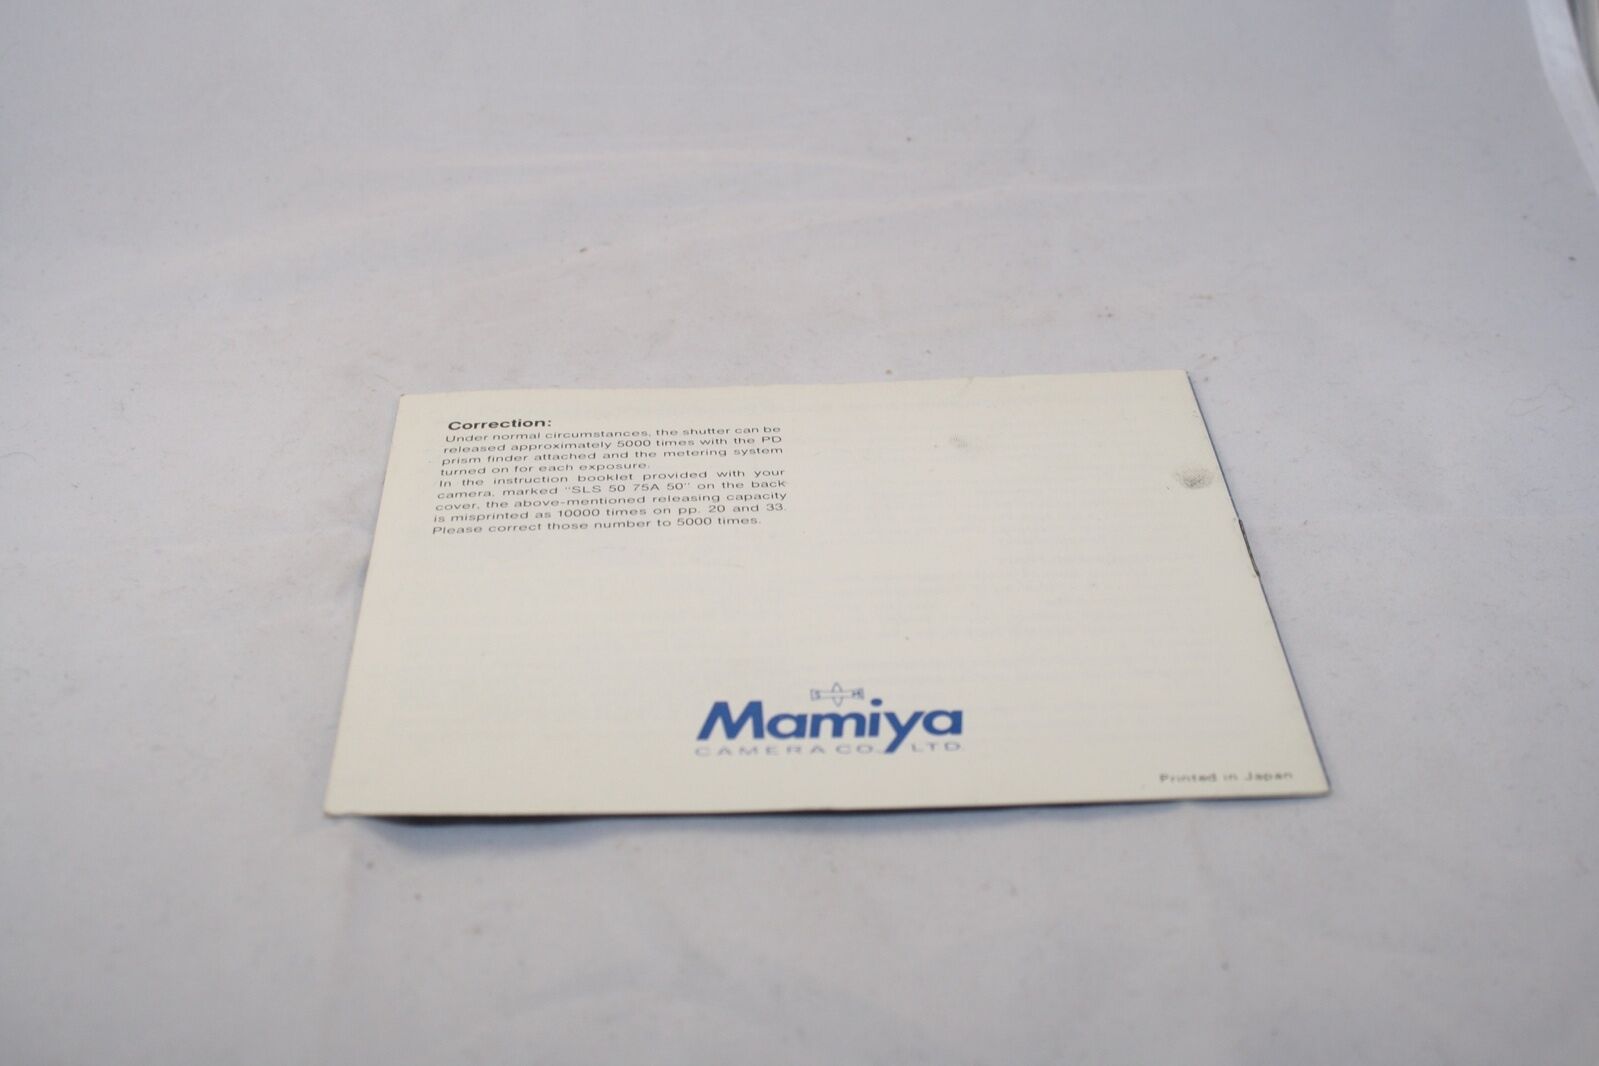 Correction:
Under normal circumstances, the shutter can be
released approximately 5000 times with the PD
prism finder attached and the metering system
turned on for each exposure.
In the instruction booklet provided with your
camera, marked "SLS 50 75A 50" on the back
cover, the above-mentioned releasing capacity
is misprinted as 10000 times on pp. 20 and 33.
Please correct those number to 5000 times.
S M
Mamiya
CAMERA CO., LTD.
Printed in Japan